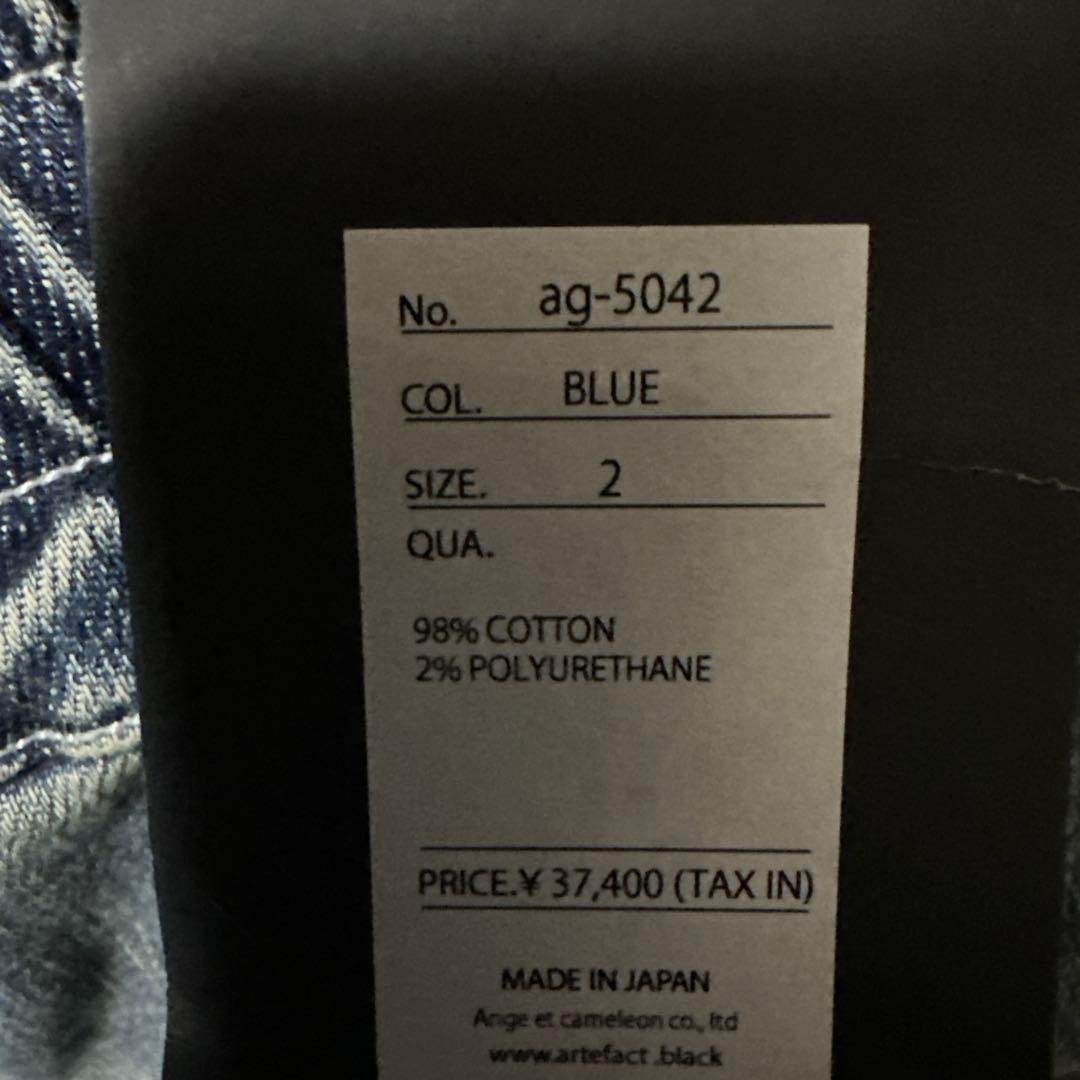 No. ag-5042
COL. BLUE
SIZE. 2
QUA.
98% COTTON
2% POLYURETHANE
PRICE.¥ 37,400 (TAX IN)
MADE IN JAPAN
Ange et cameleon co., ltd
www.artefact .black